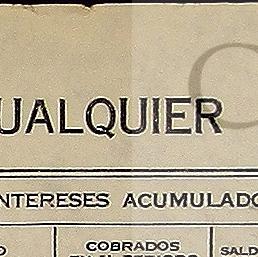 UALQUIER
NTERESES ACUMULADO
COBRADOS
SALD